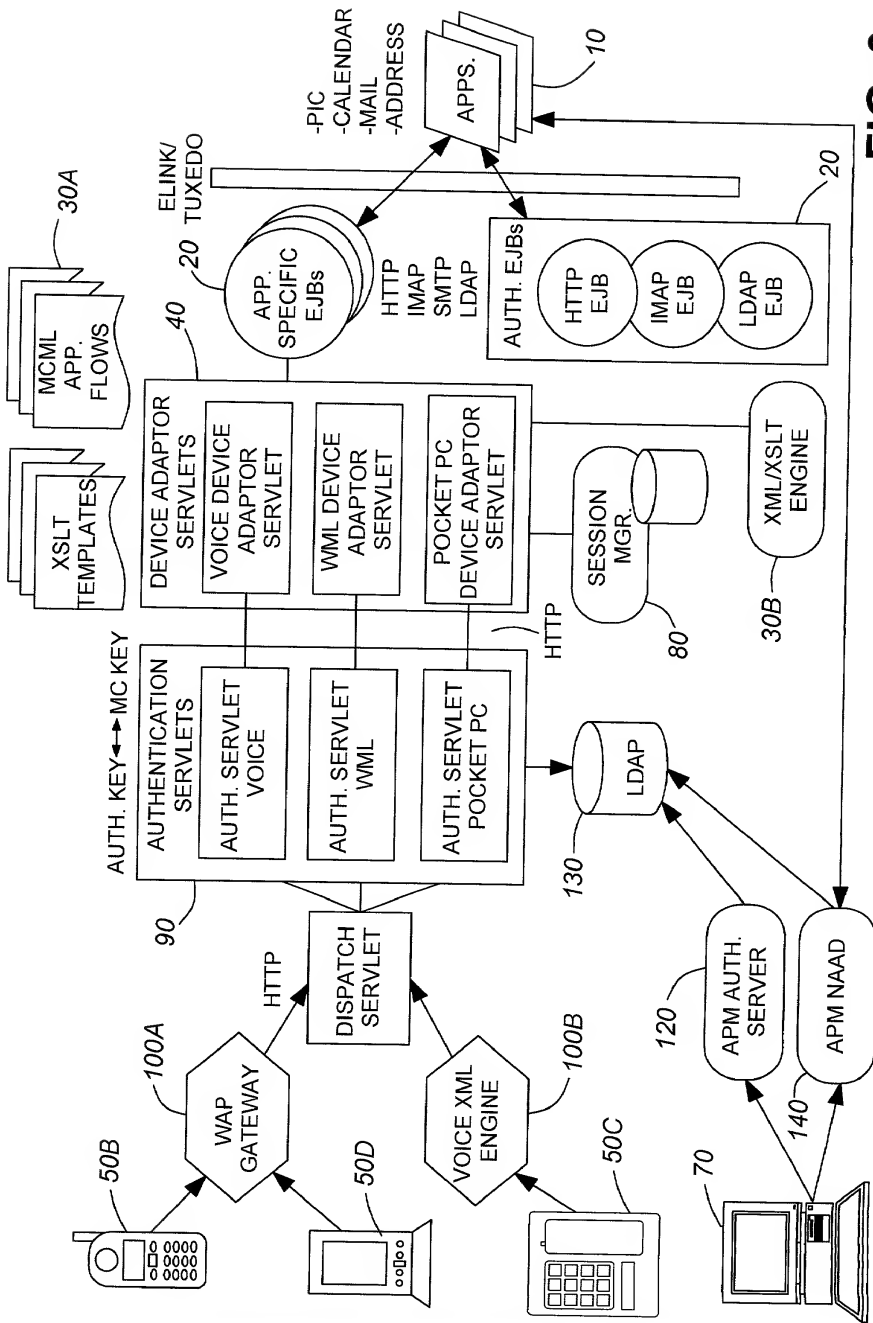 50B
50D
50C
70
100A
WAP
GATEWAY
100B
VOICE XML
ENGINE
HTTP
DISPATCH
SERVLET
120
APM AUTH.
SERVER
140
APM NAAD
90
AUTH. KEY
MC KEY
AUTHENTICATION
SERVLETS
AUTH. SERVLET
VOICE
AUTH. SERVLET
WML
AUTH. SERVLET
POCKET PC
130
LDAP
HTTP
XSLT
TEMPLATES
MCML
APP.
FLOWS
30A
40
DEVICE ADAPTOR
SERVLETS
VOICE DEVICE
ADAPTOR
SERVLET
WML DEVICE
ADAPTOR
SERVLET
POCKET PC
DEVICE ADAPTOR
SERVLET
SESSION
MGR.
80
XML/XSLT
ENGINE
30B
20
APP.
SPECIFIC
EJBs
HTTP
IMAP
SMTP
LDAP
ELINK/
TUXEDO
AUTH. EJBs
HTTP
EJB
IMAP
EJB
LDAP
EJB
20
-PIC
-CALENDAR
-MAIL
-ADDRESS
APPS.
10